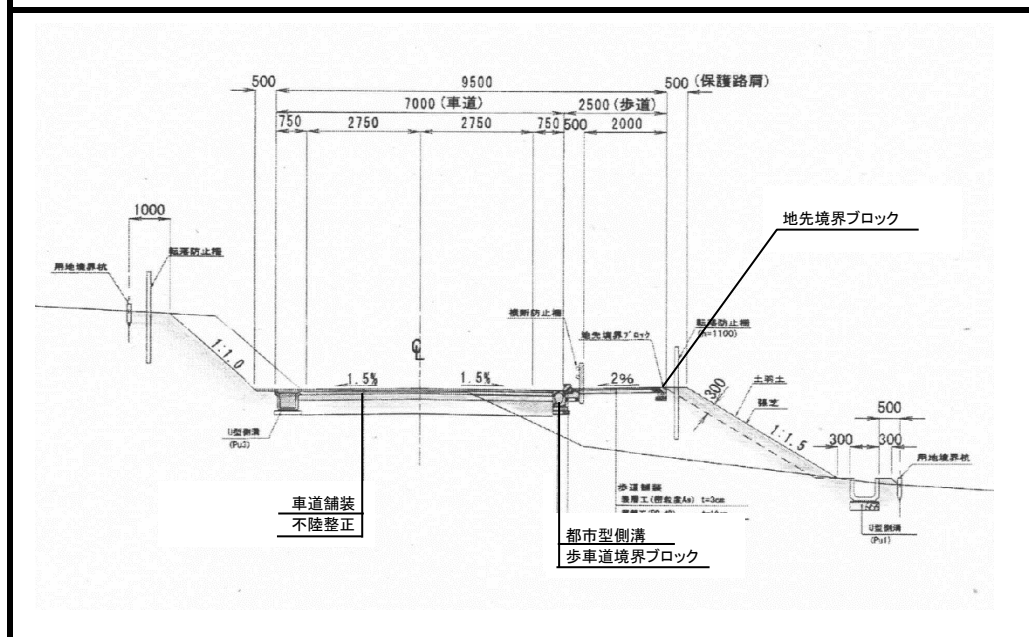 500
9500
500
(保護路肩)
7000 (車道)
2500 (歩道)
750
2750
2750
750
500
2000
1000
地先境界ブロック
転落防止柵
用地境界杭
横断防止柵
地先境界ブロック
転落防止柵
(h=1100)
1:1.0
CL
1.5%
1.5%
2%
300
土羽土
張芝
1:1.5
500
300
300
用地境界杭
U型側溝
(Pu3)
歩道舗装
表層工(密粒度As) t=3cm
車道舗装
不陸整正
都市型側溝
歩車道境界ブロック
U型側溝
(Pu1)